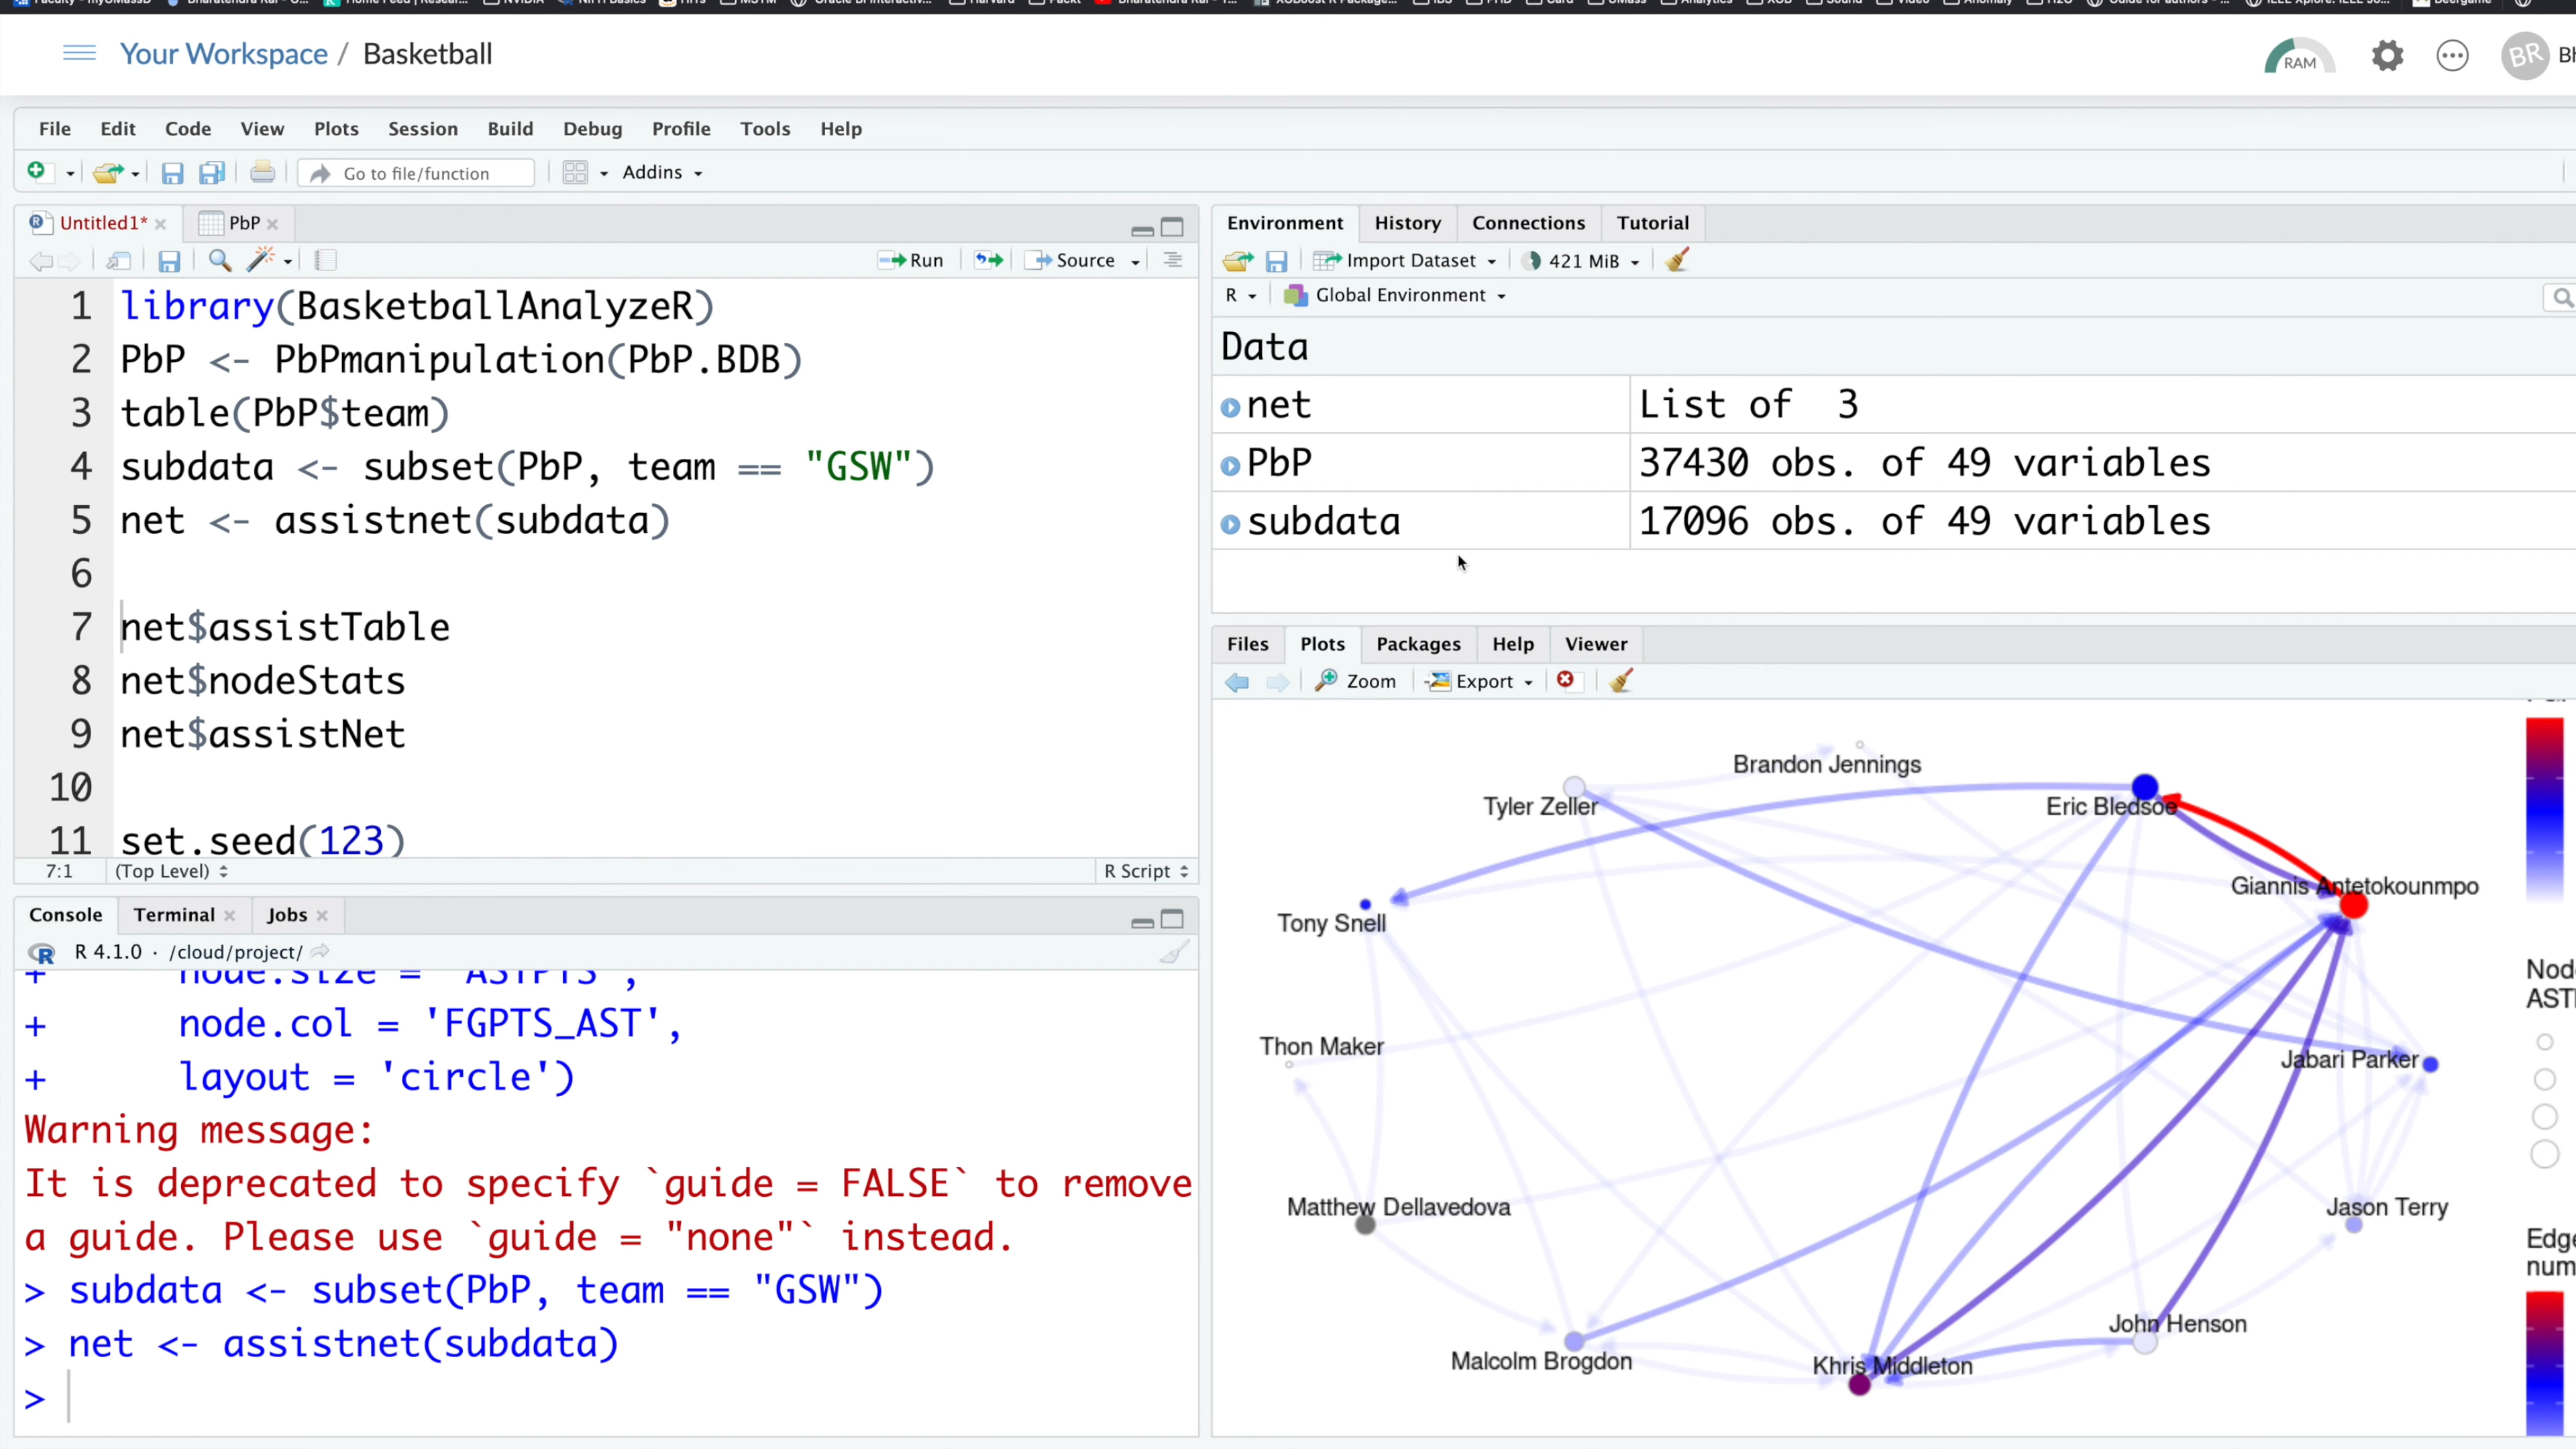 Your Workspace / Basketball
RAM
BR
File Edit Code View Plots Session Build Debug Profile Tools Help
Go to file/function
Addins
Untitled1*
PbP
Run
Source
1 library(BasketballAnalyzeR)
2 PbP <- PbPmanipulation(PbP.BDB)
3 table(PbP$team)
4 subdata <- subset(PbP, team == "GSW")
5 net <- assistnet(subdata)
6
7 net$assistTable
8 net$nodeStats
9 net$assistNet
10
11 set.seed(123)
7:1 (Top Level) R Script
Console Terminal Jobs
R 4.1.0 · /cloud/project/
+ node.size = 'ASTPTS',
+ node.col = 'FGPTS_AST',
+ layout = 'circle')
Warning message:
It is deprecated to specify `guide = FALSE` to remove
a guide. Please use `guide = "none"` instead.
> subdata <- subset(PbP, team == "GSW")
> net <- assistnet(subdata)
>
Environment History Connections Tutorial
Import Dataset 421 MiB
R Global Environment
Data
net List of 3
PbP 37430 obs. of 49 variables
subdata 17096 obs. of 49 variables
Files Plots Packages Help Viewer
Zoom Export
Brandon Jennings
Tyler Zeller
Eric Bledsoe
Giannis Antetokounmpo
Tony Snell
Thon Maker
Jabari Parker
Matthew Dellavedova
Jason Terry
John Henson
Malcolm Brogdon
Khris Middleton